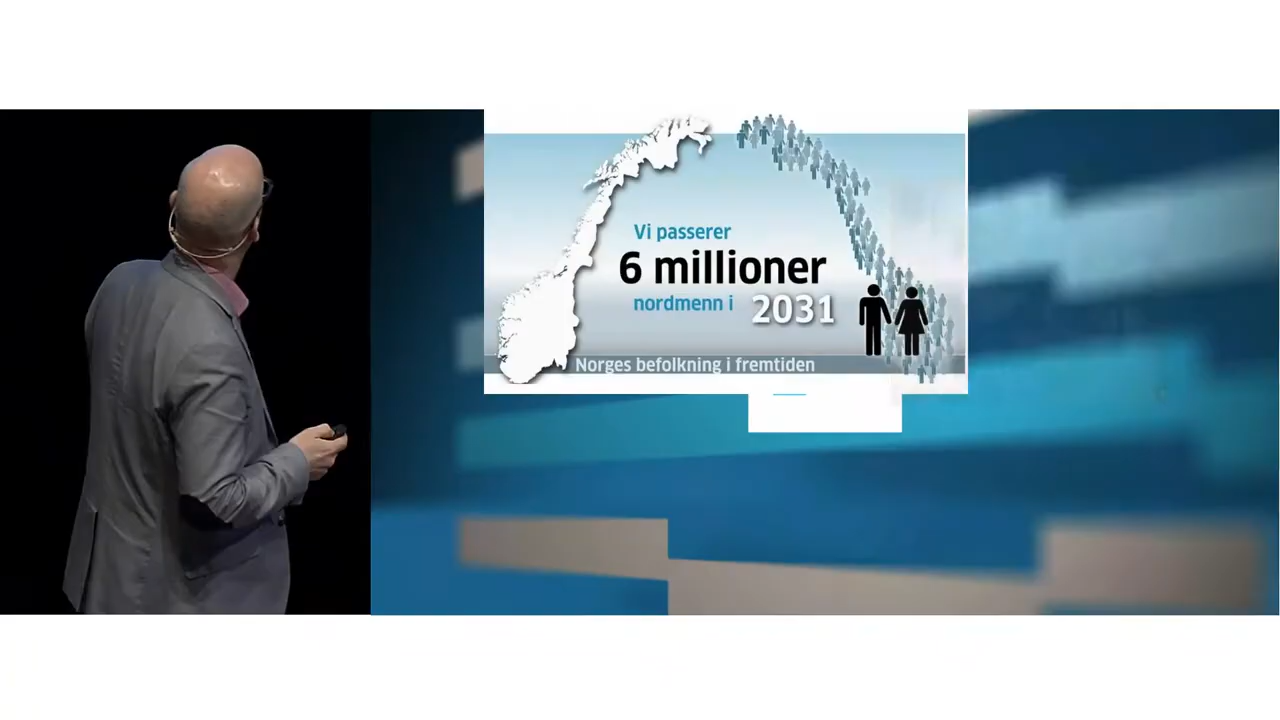 Vi passerer
6 millioner
nordmenn i 2031
Norges befolkning i fremtiden